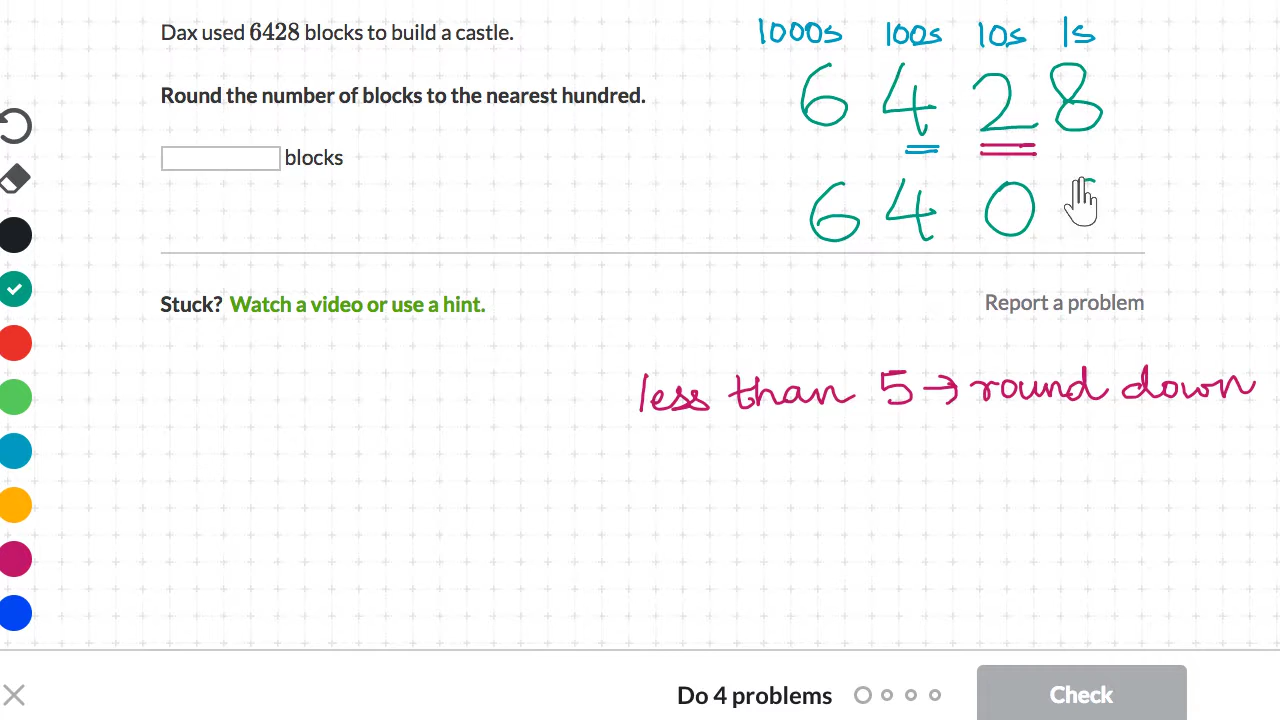 Dax used 6428 blocks to build a castle.
1000s 100s 10s 1s
6 4 2 8
Round the number of blocks to the nearest hundred.
blocks
6 4 0
Stuck? Watch a video or use a hint.
Report a problem
less than 5 → round down
Do 4 problems
Check